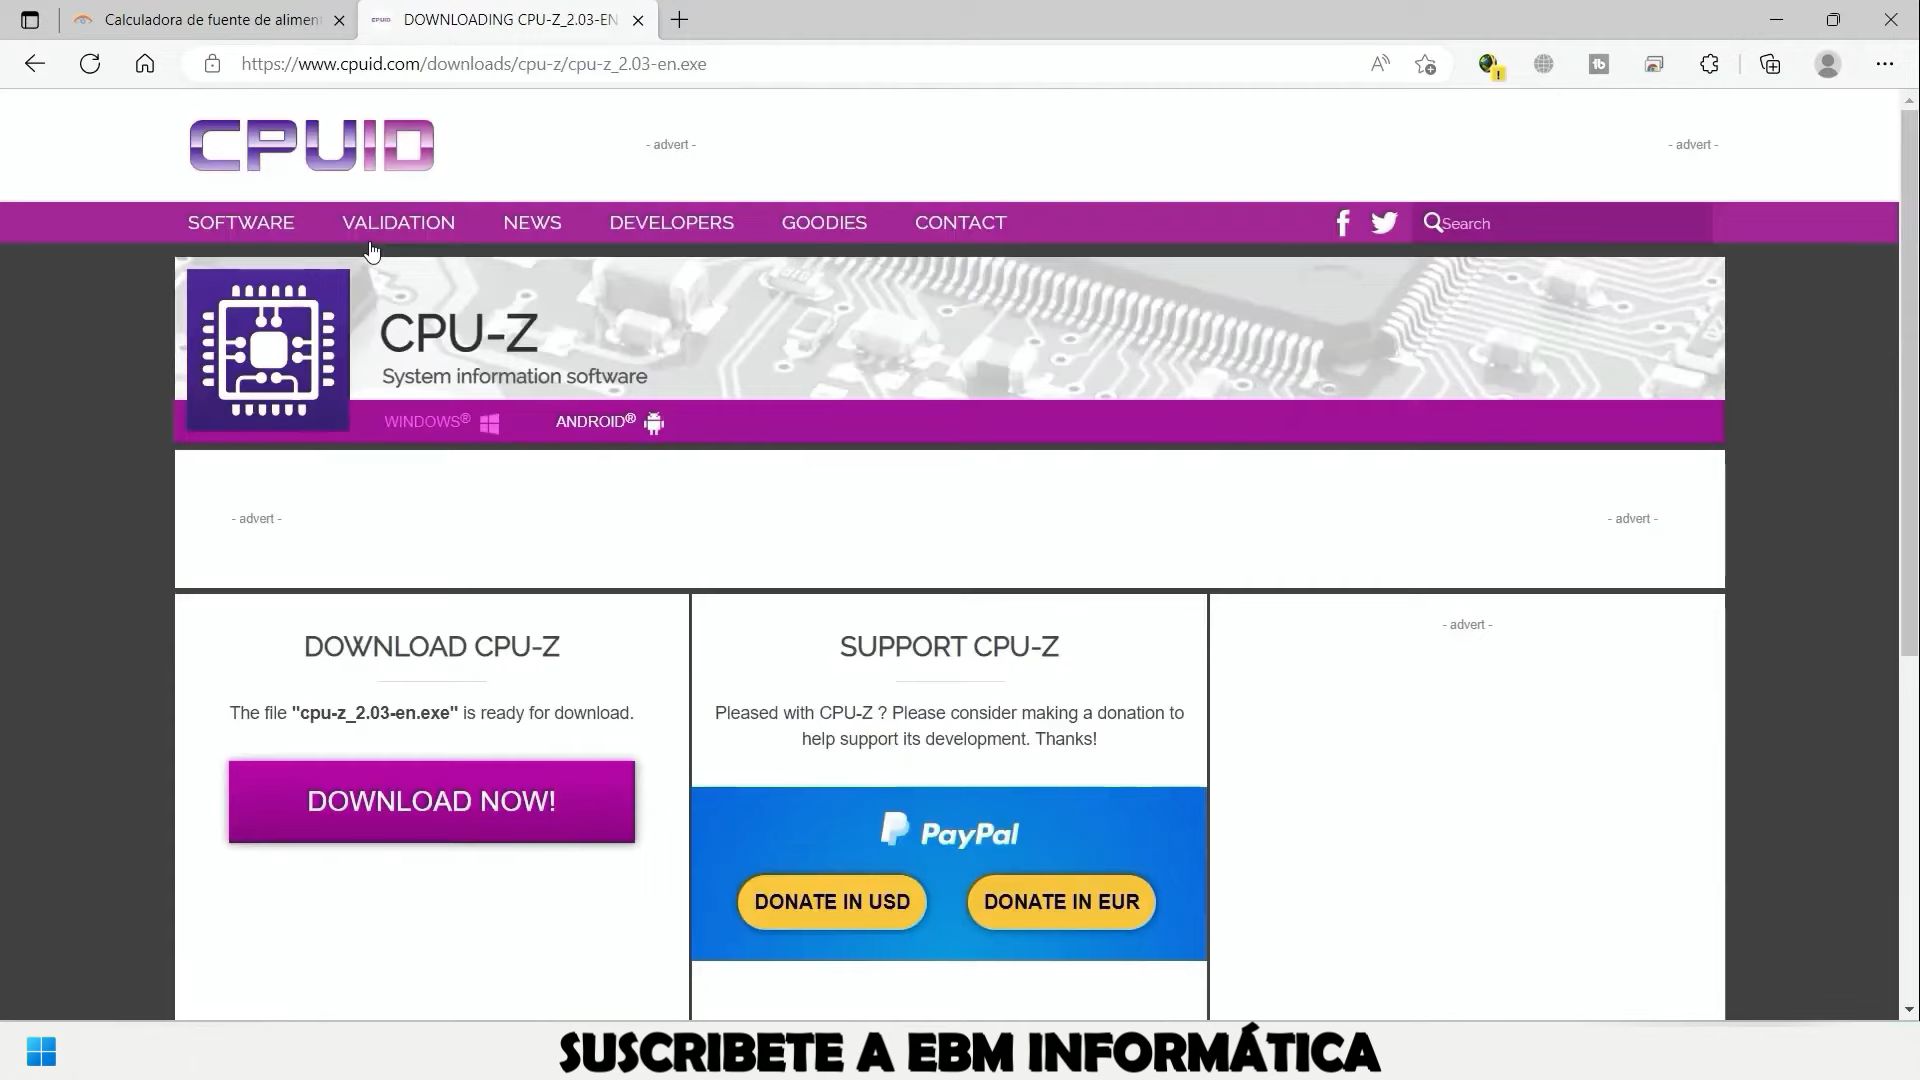 Calculadora de fuente de alimen
CPUID DOWNLOADING CPU-Z_2.03-EN
https://www.cpuid.com/downloads/cpu-z/cpu-z_2.03-en.exe
CPUID
- advert -
- advert -
SOFTWARE VALIDATION NEWS DEVELOPERS GOODIES CONTACT Search
CPU-Z
System information software
WINDOWS® ANDROID®
- advert -
- advert -
DOWNLOAD CPU-Z
The file "cpu-z_2.03-en.exe" is ready for download.
DOWNLOAD NOW!
SUPPORT CPU-Z
Pleased with CPU-Z ? Please consider making a donation to
help support its development. Thanks!
PayPal
DONATE IN USD DONATE IN EUR
- advert -
SUSCRIBETE A EBM INFORMÁTICA